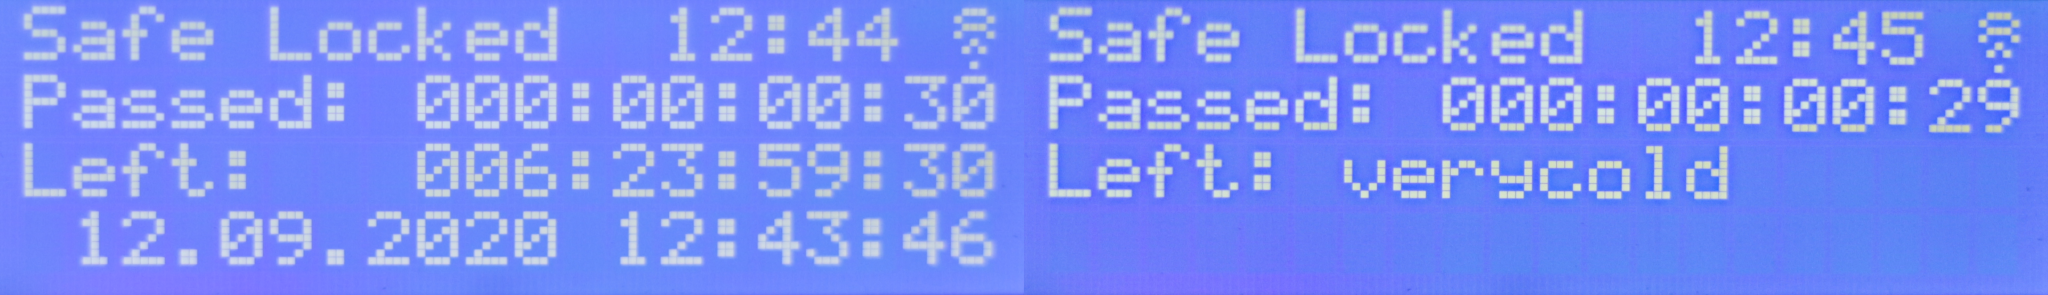 Safe Locked 12:44
Passed: 000:00:00:30
Left: 006:23:59:30
12.09.2020 12:43:46
Safe Locked 12:45
Passed: 000:00:00:29
Left: verycold